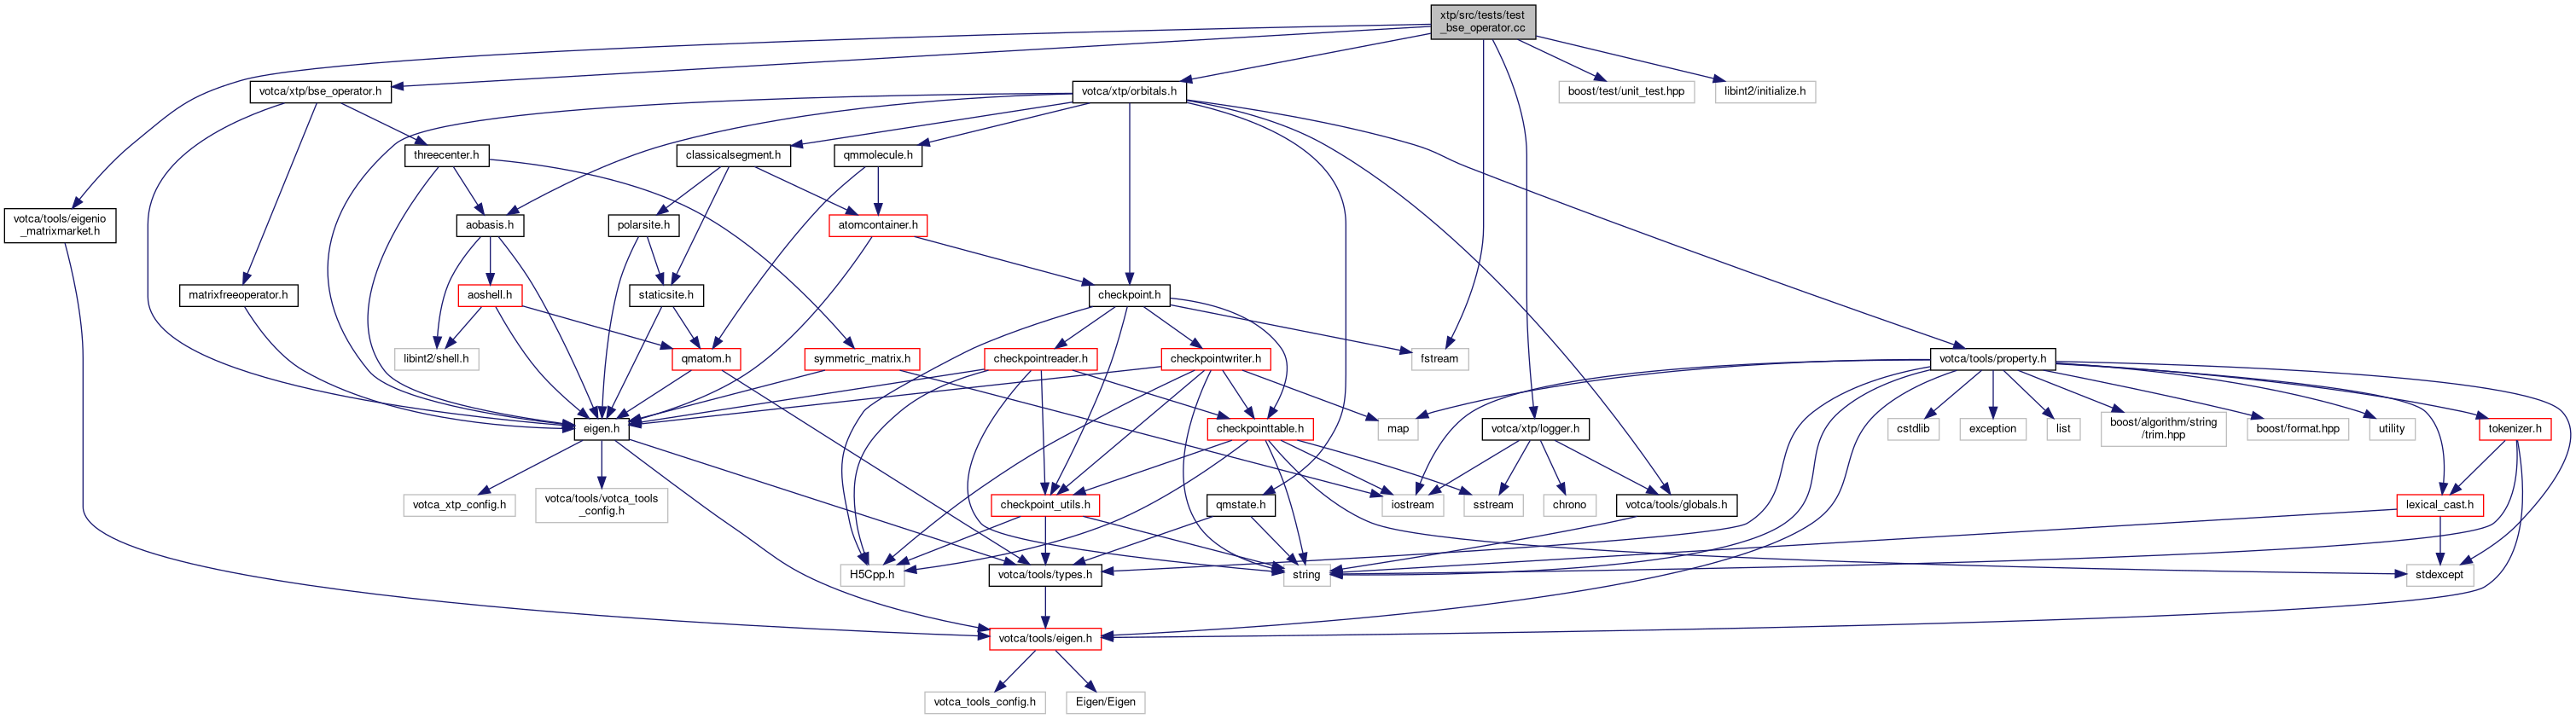 xtp/src/tests/test
_bse_operator.cc
votca/xtp/bse_operator.h
votca/xtp/orbitals.h
boost/test/unit_test.hpp
libint2/initialize.h
threecenter.h
classicalsegment.h
qmmolecule.h
votca/tools/eigenio
_matrixmarket.h
aobasis.h
polarsite.h
atomcontainer.h
matrixfreeoperator.h
aoshell.h
staticsite.h
checkpoint.h
libint2/shell.h
qmatom.h
symmetric_matrix.h
checkpointreader.h
checkpointwriter.h
fstream
votca/tools/property.h
eigen.h
checkpointtable.h
map
votca/xtp/logger.h
cstdlib
exception
list
boost/algorithm/string
/trim.hpp
boost/format.hpp
utility
tokenizer.h
votca_xtp_config.h
votca/tools/votca_tools
_config.h
checkpoint_utils.h
qmstate.h
iostream
sstream
chrono
votca/tools/globals.h
lexical_cast.h
H5Cpp.h
votca/tools/types.h
string
stdexcept
votca/tools/eigen.h
votca_tools_config.h
Eigen/Eigen